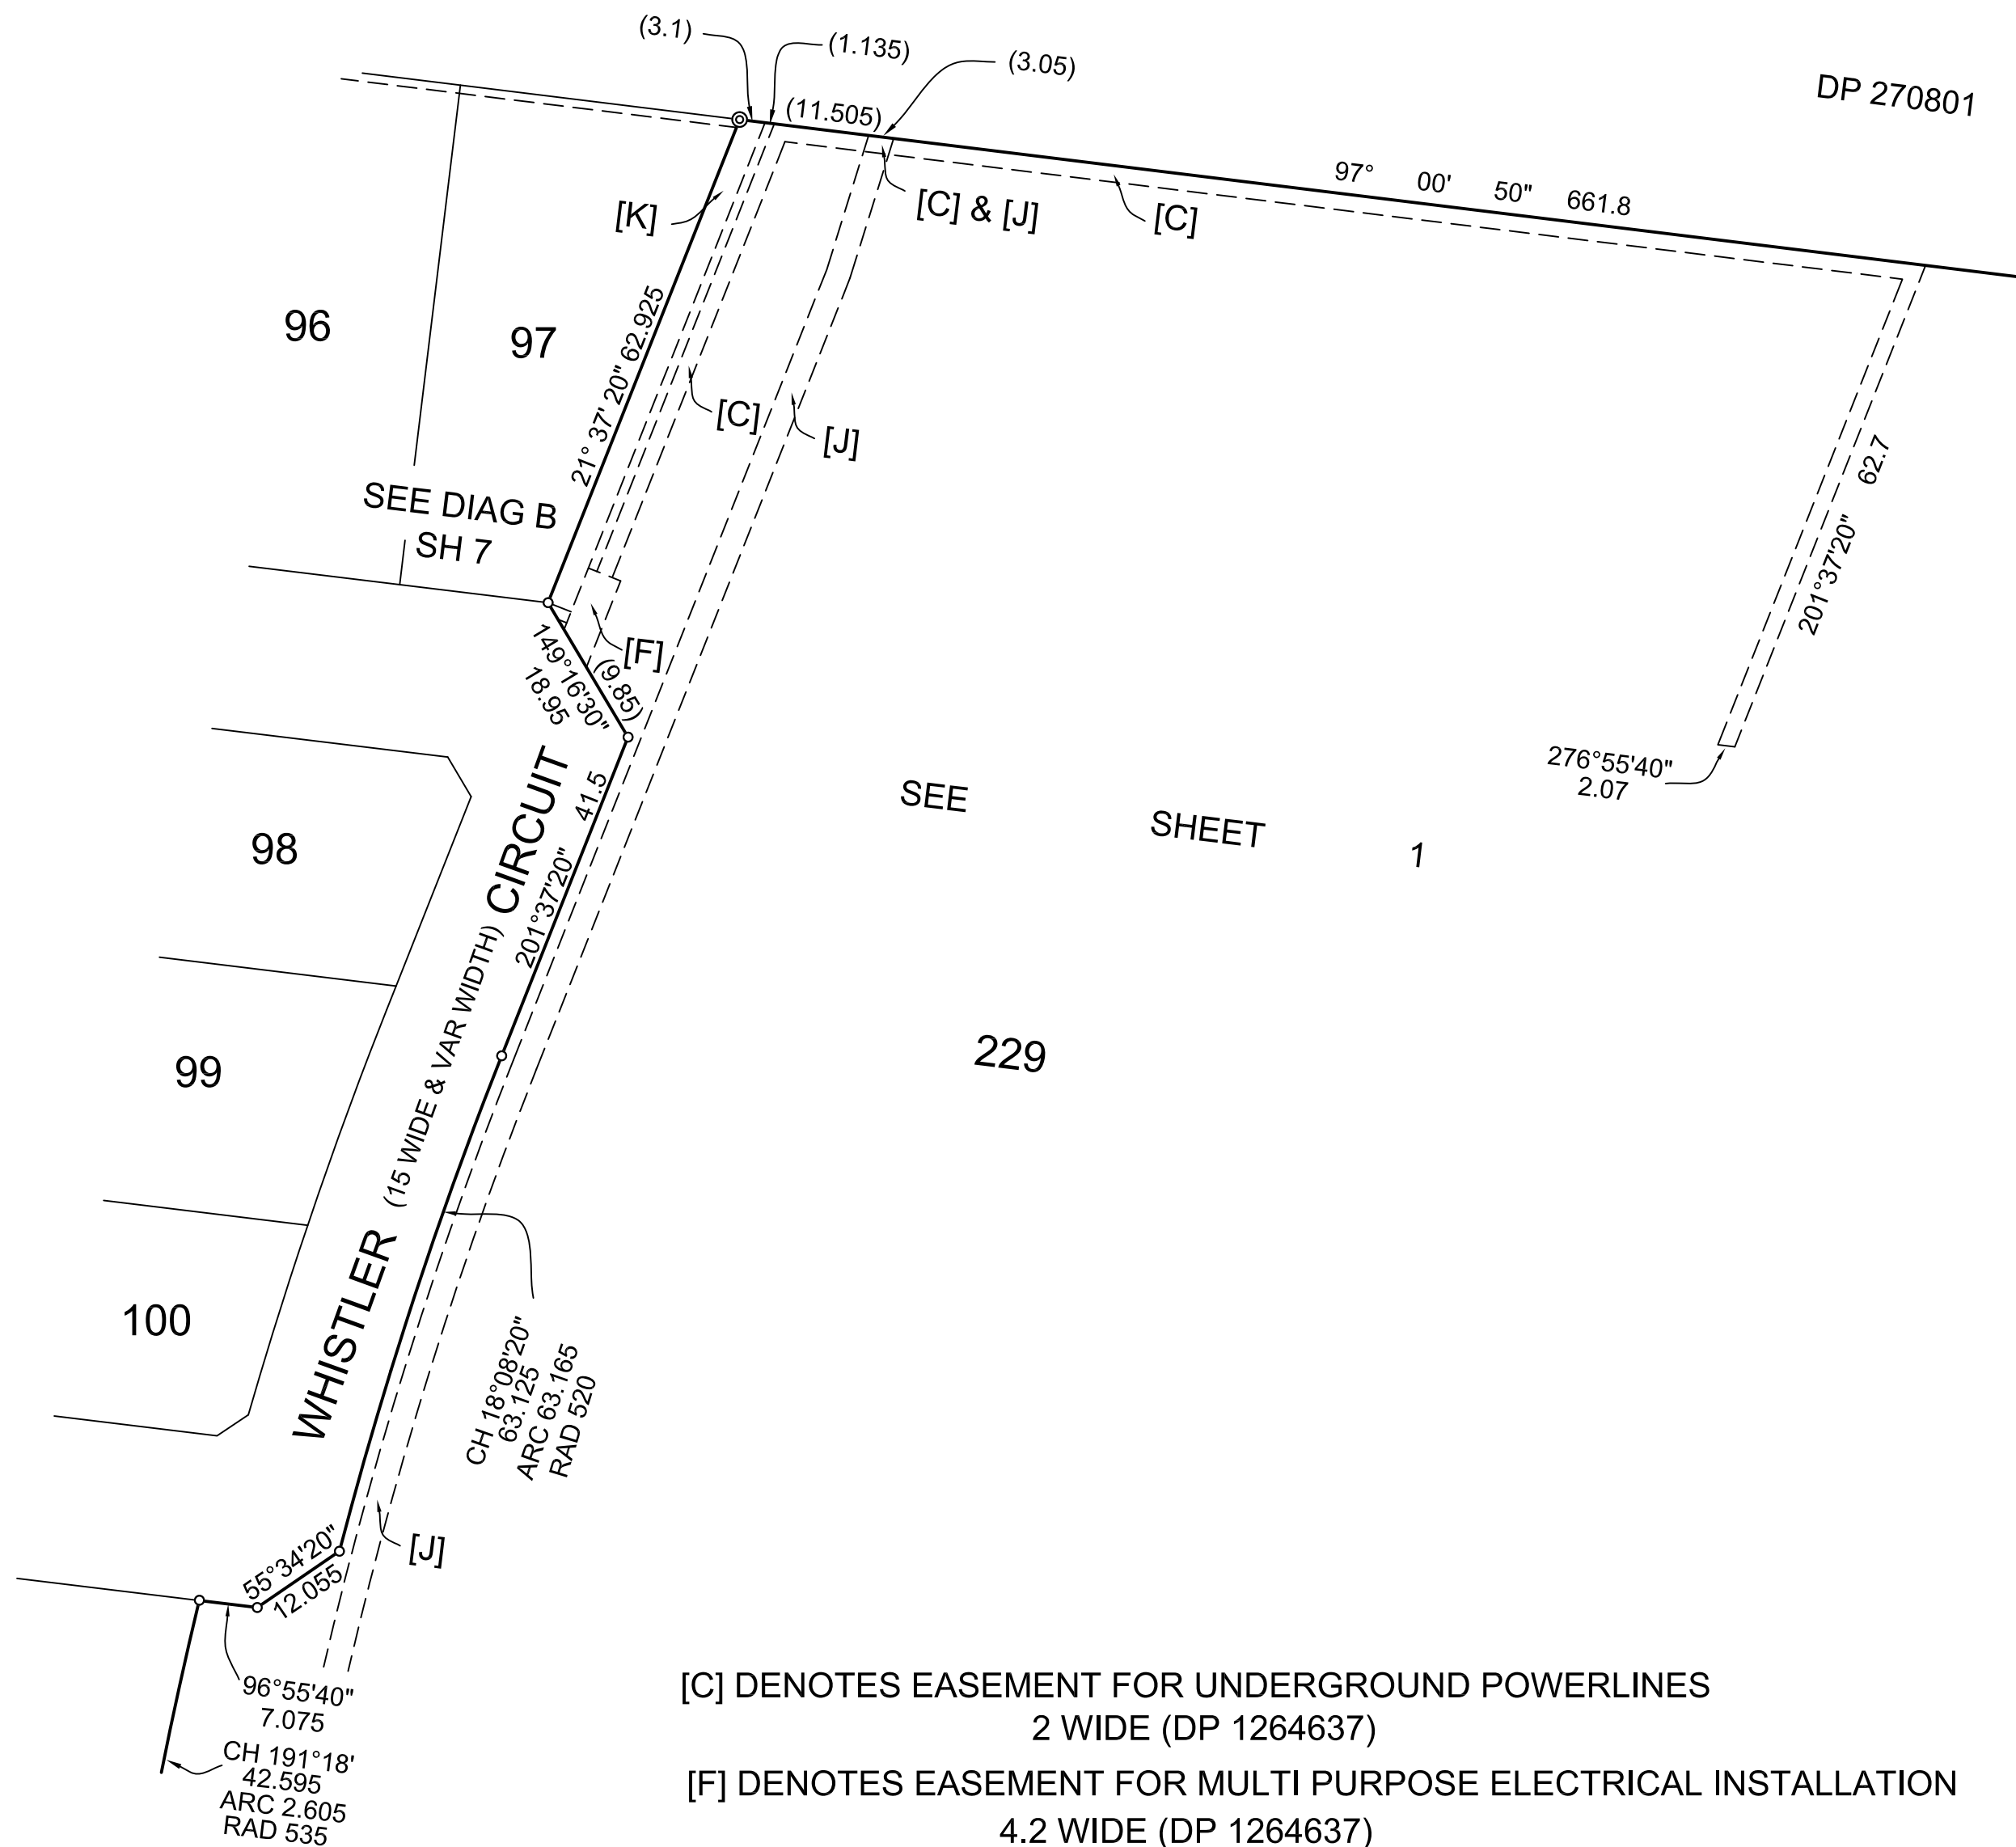 (3.1)
(1.135)
(3.05)
DP 270801
(11.505)
97° 00' 50" 661.8
[K]
[C] & [J]
[C]
96
97
21° 37' 20" 62.925
[C]
[J]
SEE DIAG B
SH 7
62.7
201°37'20"
[F]
(9.85)
149°16'30"
18.95
276°55'40"
2.07
41.5
201°37'20"
SEE SHEET 1
98
WHISTLER (15 WIDE & VAR WIDTH) CIRCUIT
229
99
100
CH 18°08'20"
63.125
ARC 63.165
RAD 520
[J]
55°34'20"
12.055
96°55'40"
7.075
CH 191°18'
42.595
ARC 2.605
RAD 535
[C] DENOTES EASEMENT FOR UNDERGROUND POWERLINES
2 WIDE (DP 1264637)
[F] DENOTES EASEMENT FOR MULTI PURPOSE ELECTRICAL INSTALLATION
4.2 WIDE (DP 1264637)